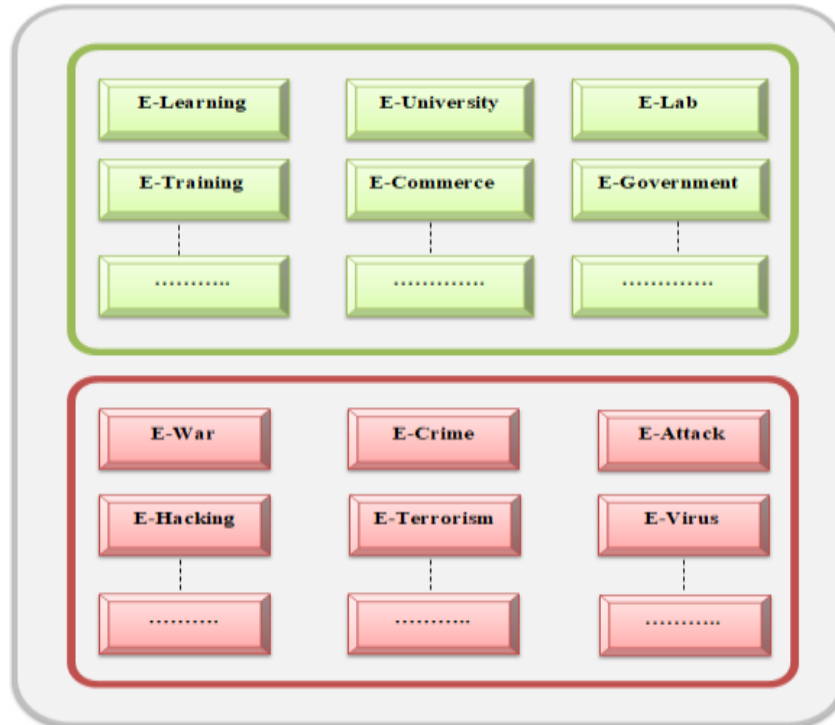 E-Learning
E-University
E-Lab
E-Training
E-Commerce
E-Government
...........
.............
.............
E-War
E-Crime
E-Attack
E-Hacking
E-Terrorism
E-Virus
..........
...........
...........